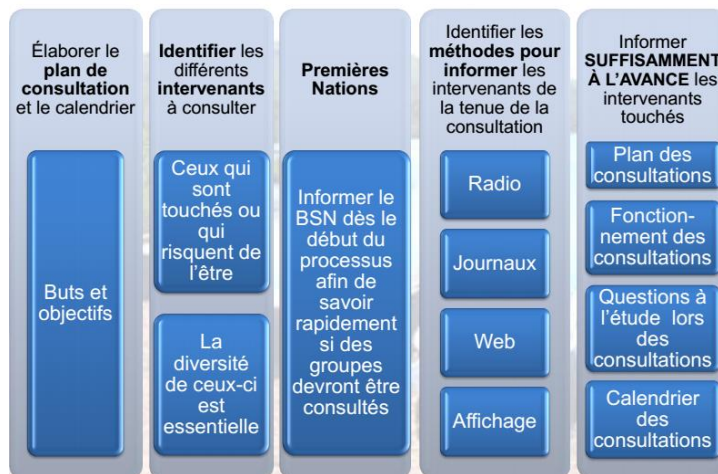 Élaborer le
plan de
consultation
et le calendrier
Buts et
objectifs
Identifier les
différents
intervenants
à consulter
Ceux qui
sont
touchés ou
qui
risquent de
l'être
La
diversité
de ceux-ci
est
essentielle
Premières
Nations
Informer le
BSN dès le
début du
processus
afin de
savoir
rapidement
si des
groupes
devront être
consultés
Identifier les
méthodes pour
informer les
intervenants de
la tenue de la
consultation
Radio
Journaux
Web
Affichage
Informer
SUFFISAMMENT
À L'AVANCE les
intervenants
touchés
Plan des
consultations
Fonction-
nement des
consultations
Questions à
l'étude lors
des
consultations
Calendrier
des
consultations